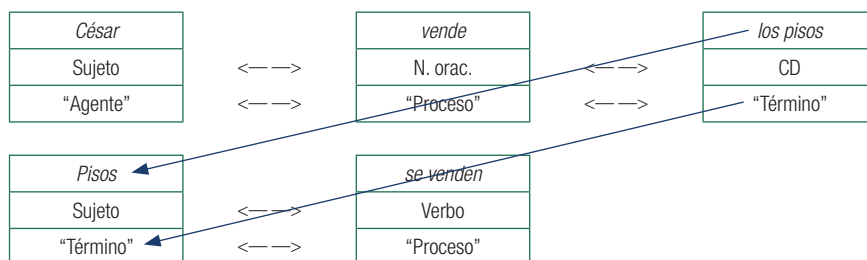 César vende los pisos
Sujeto <— —> N. orac. <— —> CD
“Agente” <— —> “Proceso” <— —> “Término”
Pisos se venden
Sujeto <— —> Verbo
“Término” <— —> “Proceso”